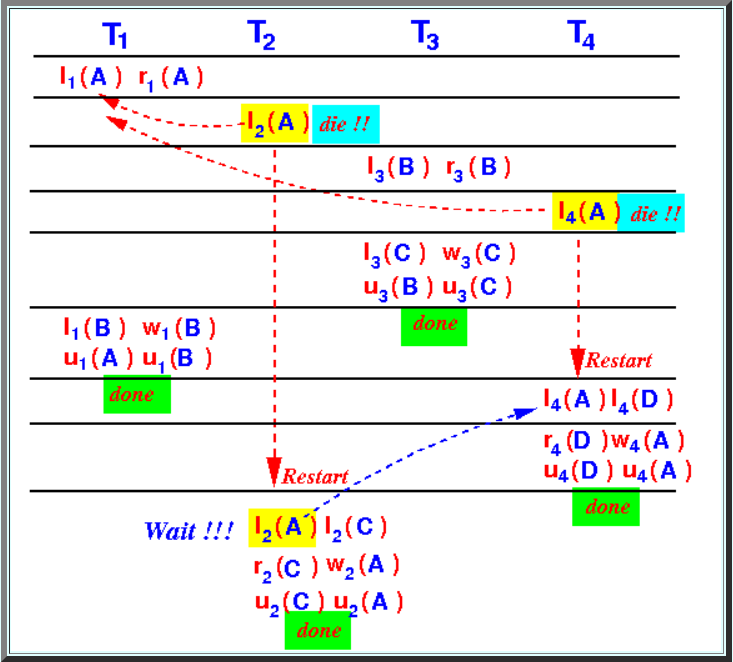 T1 T2 T3 T4
l1(A) r1(A)
l2(A) die !!
l3(B) r3(B)
l4(A) die !!
l3(C) w3(C)
u3(B) u3(C)
done
l1(B) w1(B)
u1(A) u1(B)
done
Restart
l4(A) l4(D)
r4(D) w4(A)
u4(D) u4(A)
done
Restart
Wait !!! l2(A) l2(C)
r2(C) w2(A)
u2(C) u2(A)
done